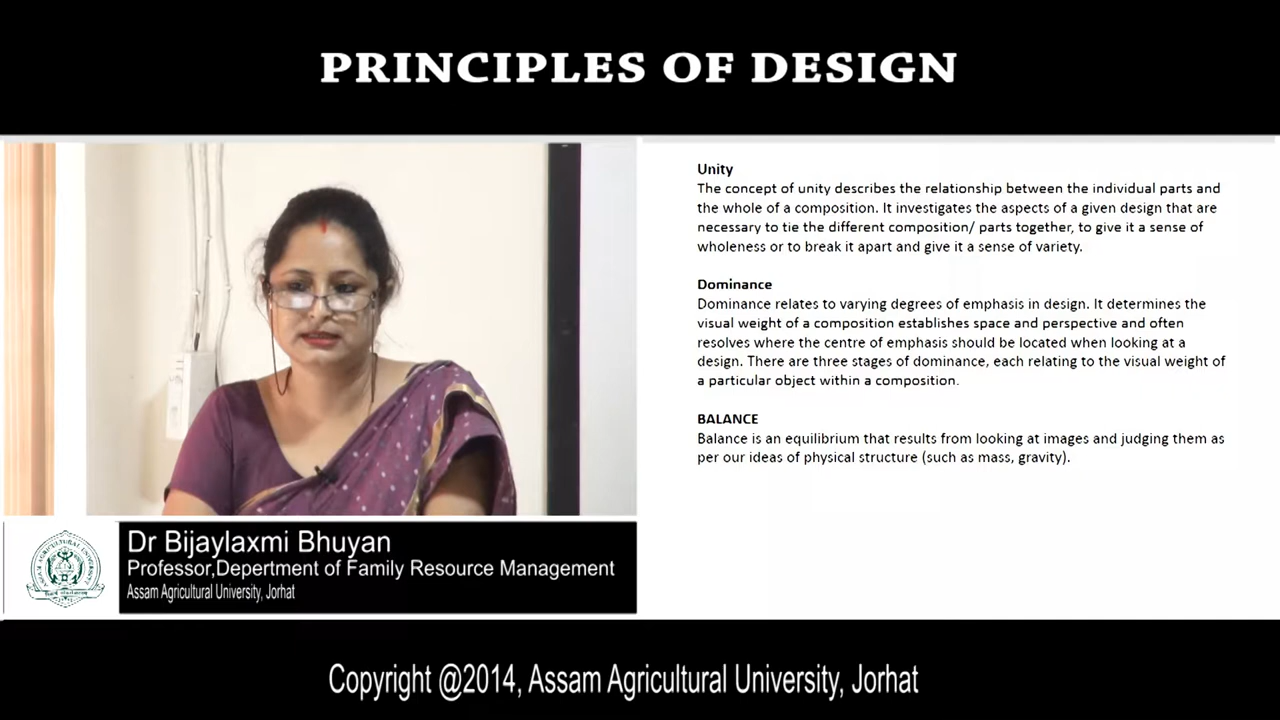 PRINCIPLES OF DESIGN
Unity
The concept of unity describes the relationship between the individual parts and
the whole of a composition. It investigates the aspects of a given design that are
necessary to tie the different composition/ parts together, to give it a sense of
wholeness or to break it apart and give it a sense of variety.
Dominance
Dominance relates to varying degrees of emphasis in design. It determines the
visual weight of a composition establishes space and perspective and often
resolves where the centre of emphasis should be located when looking at a
design. There are three stages of dominance, each relating to the visual weight of
a particular object within a composition.
BALANCE
Balance is an equilibrium that results from looking at images and judging them as
per our ideas of physical structure (such as mass, gravity).
Dr Bijaylaxmi Bhuyan
Professor,Depertment of Family Resource Management
Assam Agricultural University, Jorhat
Copyright @2014, Assam Agricultural University, Jorhat